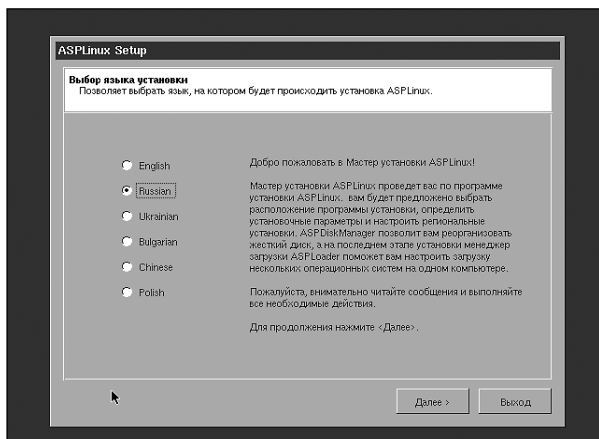 ASPLinux Setup
Выбор языка установки
Позволяет выбрать язык, на котором будет происходить установка ASPLinux.
English
Russian
Ukrainian
Bulgarian
Chinese
Polish
Добро пожаловать в Мастер установки ASPLinux!
Мастер установки ASPLinux проведет вас по программе
установки ASPLinux. вам будет предложено выбрать
расположение программы установки, определить
установочные параметры и настроить региональные
установки. ASPDiskManager позволит вам реорганизовать
жесткий диск, а на последнем этапе установки менеджер
загрузки ASPLoader поможет вам настроить загрузку
нескольких операционных систем на одном компьютере.
Пожалуйста, внимательно читайте сообщения и выполняйте
все необходимые действия.
Для продолжения нажмите <Далее>.
Далее >
Выход